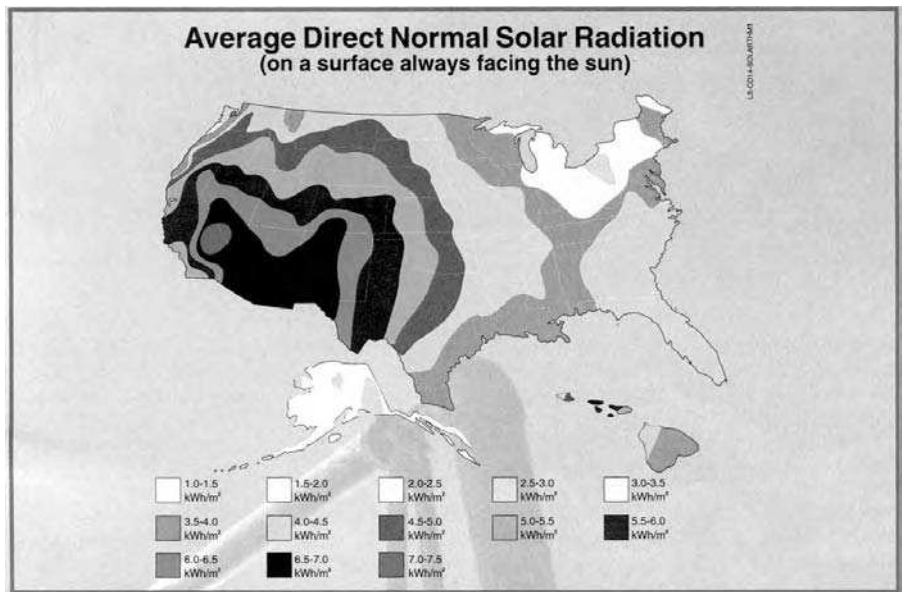 Average Direct Normal Solar Radiation
(on a surface always facing the sun)
LS-CD14-SOLARTHM1
1.0-1.5
kWh/m²
1.5-2.0
kWh/m²
2.0-2.5
kWh/m²
2.5-3.0
kWh/m²
3.0-3.5
kWh/m²
3.5-4.0
kWh/m²
4.0-4.5
kWh/m²
4.5-5.0
kWh/m²
5.0-5.5
kWh/m²
5.5-6.0
kWh/m²
6.0-6.5
kWh/m²
6.5-7.0
kWh/m²
7.0-7.5
kWh/m²